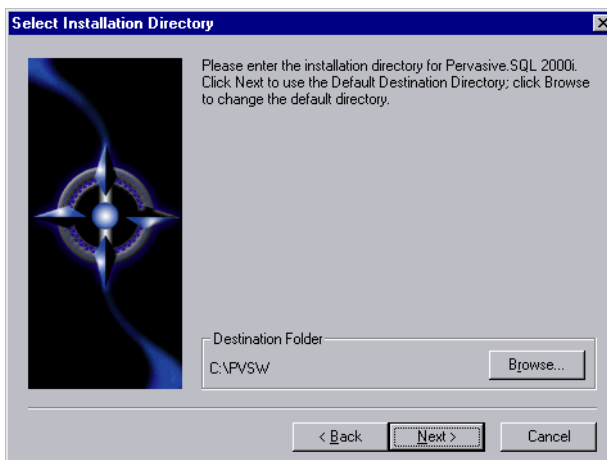 Select Installation Directory
Please enter the installation directory for Pervasive.SQL 2000i.
Click Next to use the Default Destination Directory; click Browse
to change the default directory.
Destination Folder
C:\PVSW
Browse...
< Back
Next >
Cancel